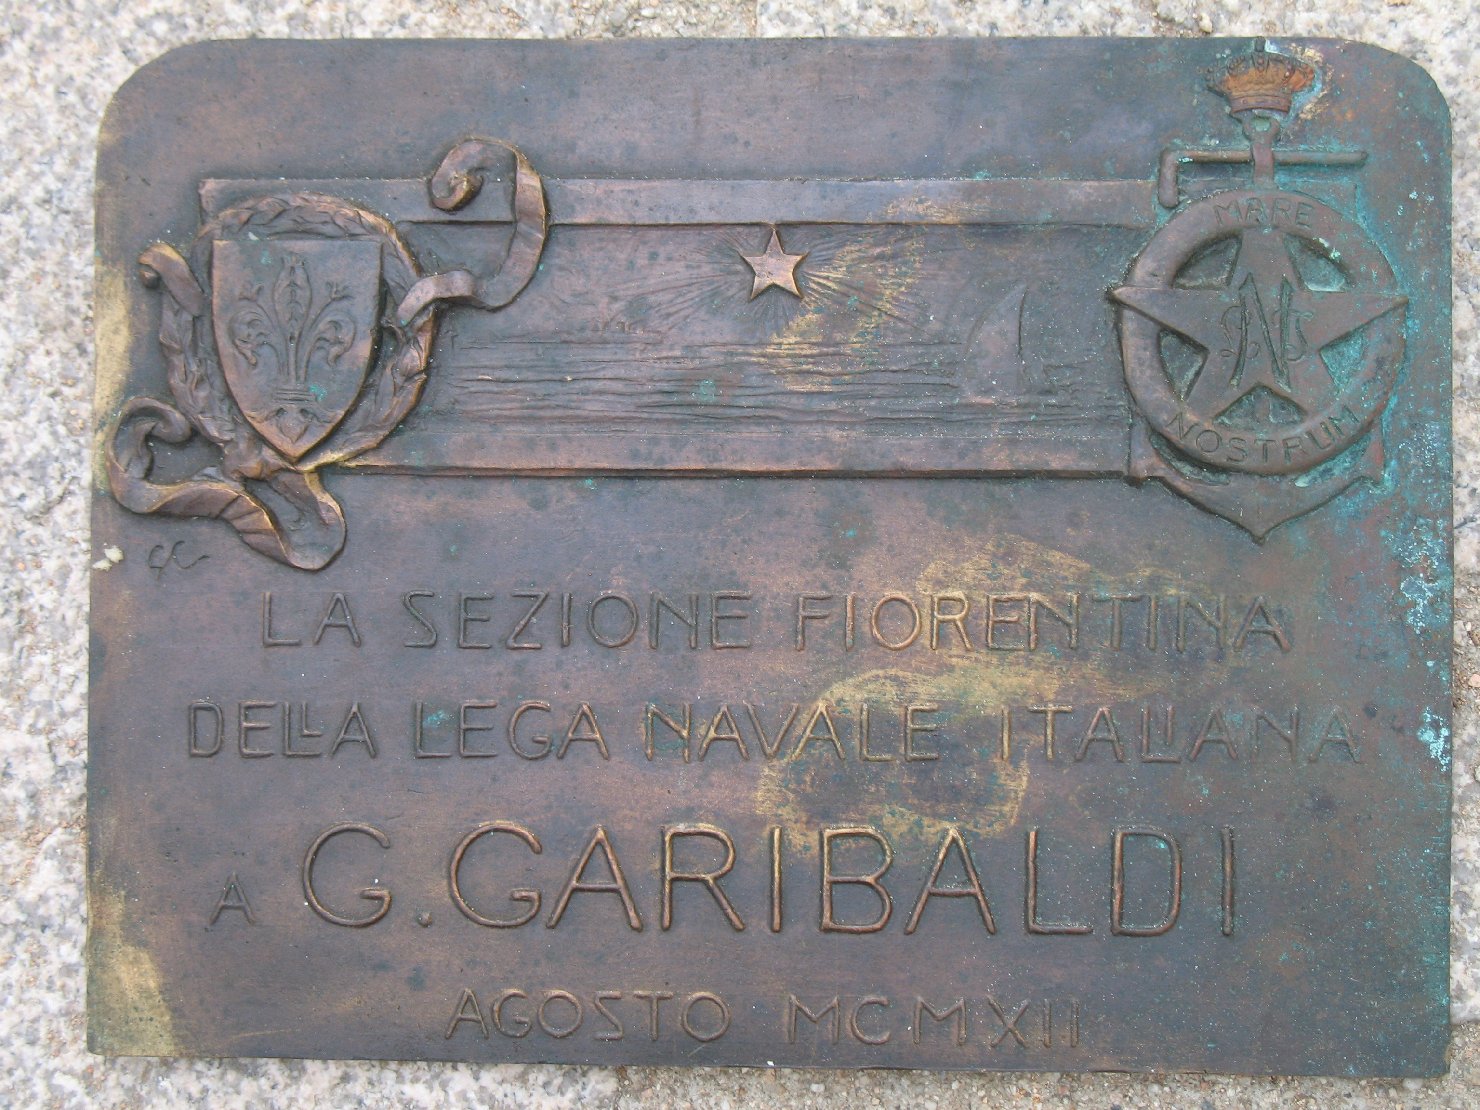 MARE
NOSTRUM
LA SEZIONE FIORENTINA
DELLA LEGA NAVALE ITALIANA
A G. GARIBALDI
AGOSTO MCMXII